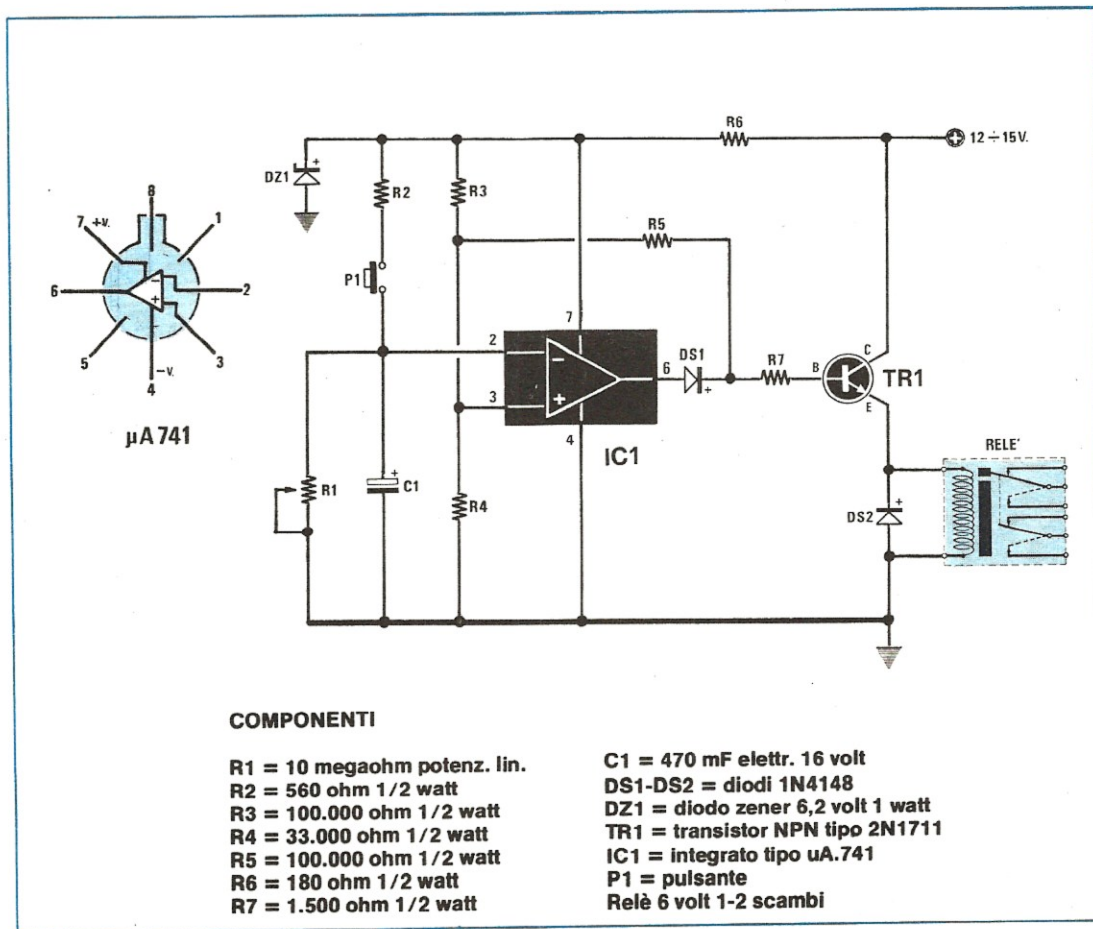 R6
12 ÷ 15V.
DZ1
+
R2
R3
8
7 +V.
1
R5
6
−
+
2
P1
7
5
3
4 −V.
2
−
6
DS1
+
R7
B
C
E
TR1
3
+
4
IC1
µA 741
RELE'
R1
+
C1
R4
DS2
+
COMPONENTI
R1 = 10 megaohm potenz. lin.
R2 = 560 ohm 1/2 watt
R3 = 100.000 ohm 1/2 watt
R4 = 33.000 ohm 1/2 watt
R5 = 100.000 ohm 1/2 watt
R6 = 180 ohm 1/2 watt
R7 = 1.500 ohm 1/2 watt
C1 = 470 mF elettr. 16 volt
DS1-DS2 = diodi 1N4148
DZ1 = diodo zener 6,2 volt 1 watt
TR1 = transistor NPN tipo 2N1711
IC1 = integrato tipo uA.741
P1 = pulsante
Relè 6 volt 1-2 scambi